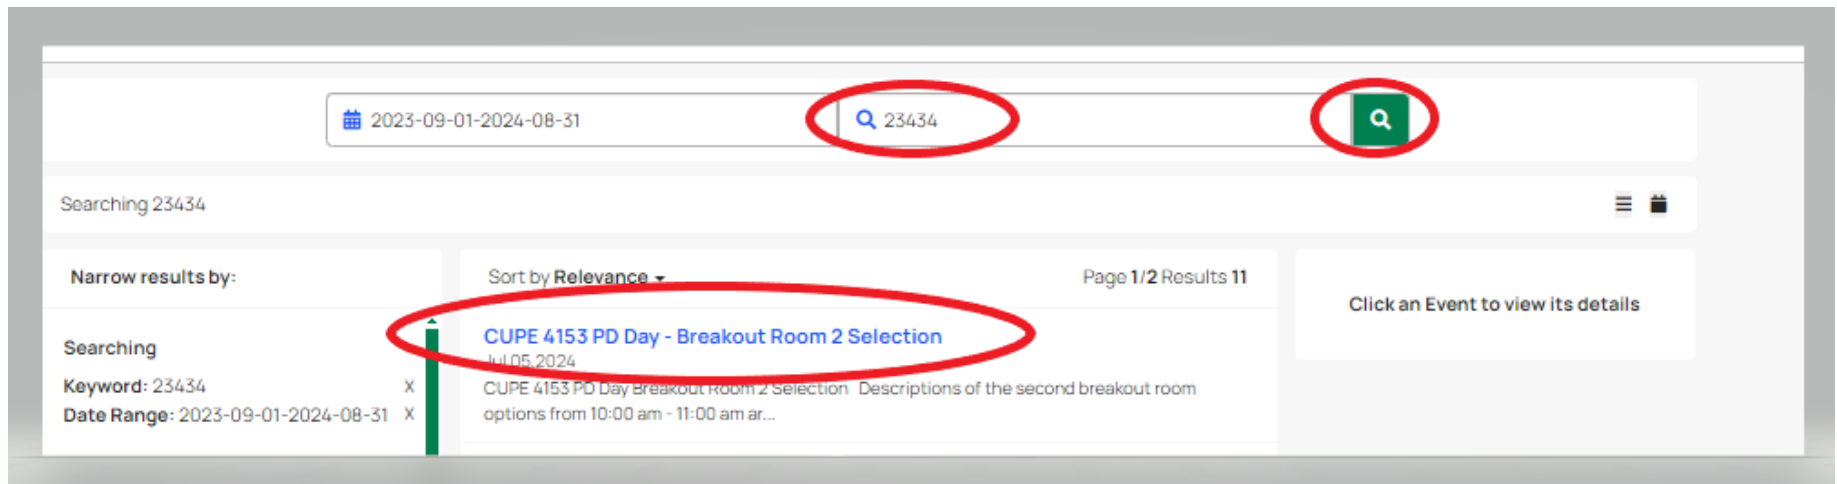 2023-09-01-2024-08-31
23434
Searching 23434
Narrow results by:
Searching
Keyword: 23434 X
Date Range: 2023-09-01-2024-08-31 X
Sort by Relevance
Page 1/2 Results 11
CUPE 4153 PD Day - Breakout Room 2 Selection
Jul 05, 2024
CUPE 4153 PD Day Breakout Room 2 Selection Descriptions of the second breakout room
options from 10:00 am - 11:00 am ar...
Click an Event to view its details